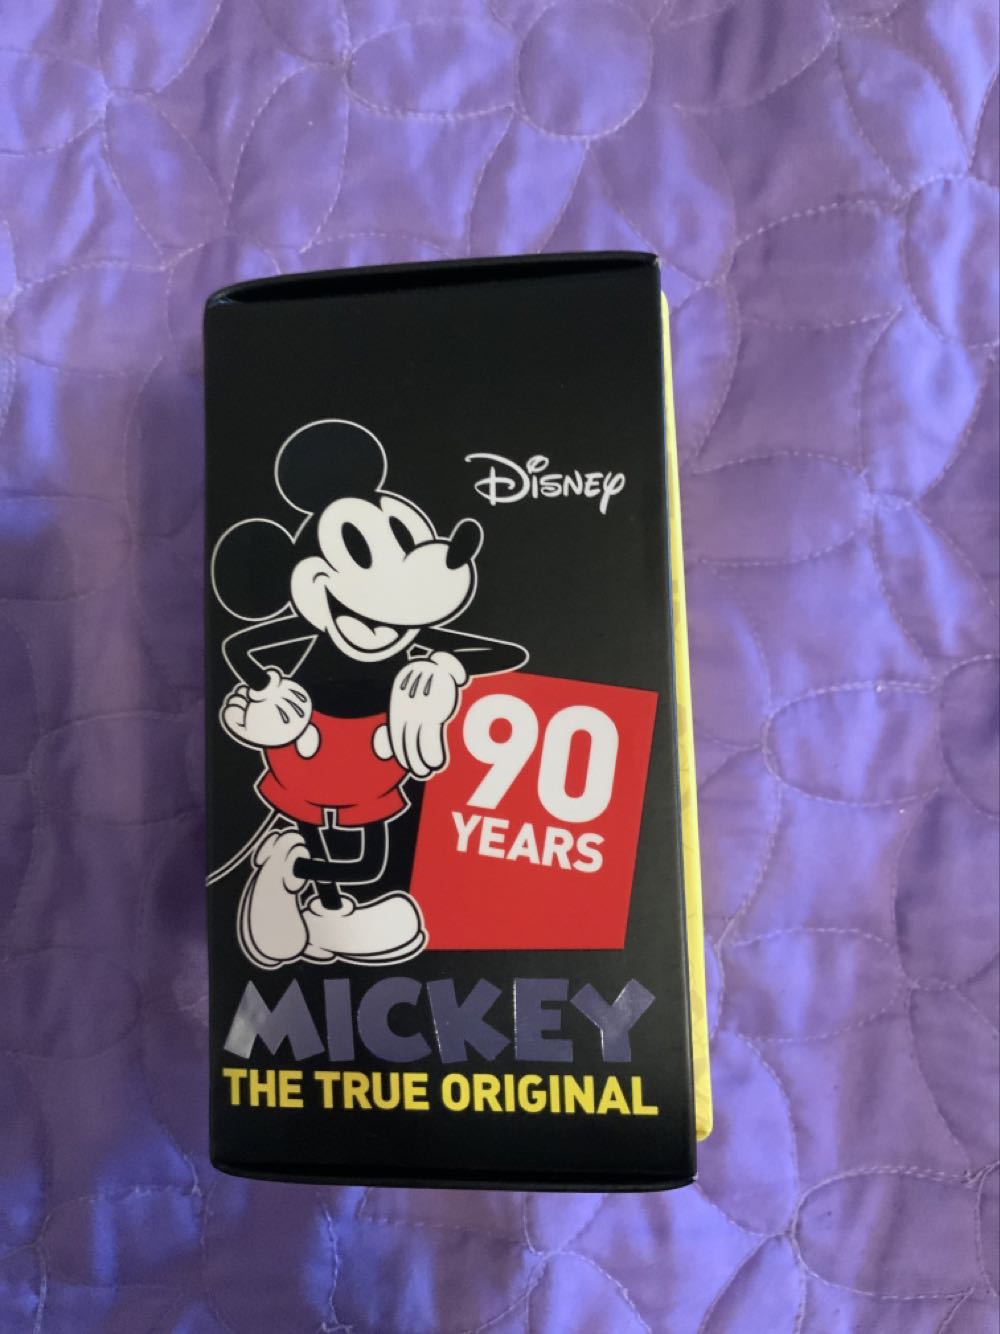 Disney
90
YEARS
MICKEY
THE TRUE ORIGINAL